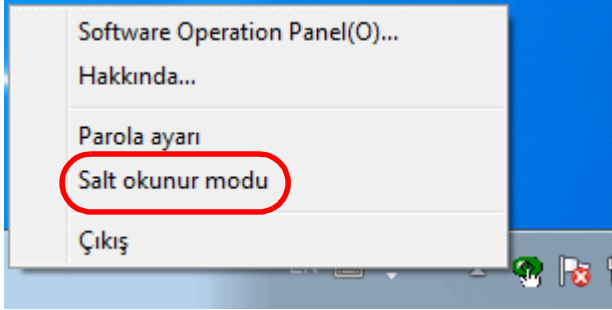 Software Operation Panel(O)...
Hakkında...
Parola ayarı
Salt okunur modu
Çıkış